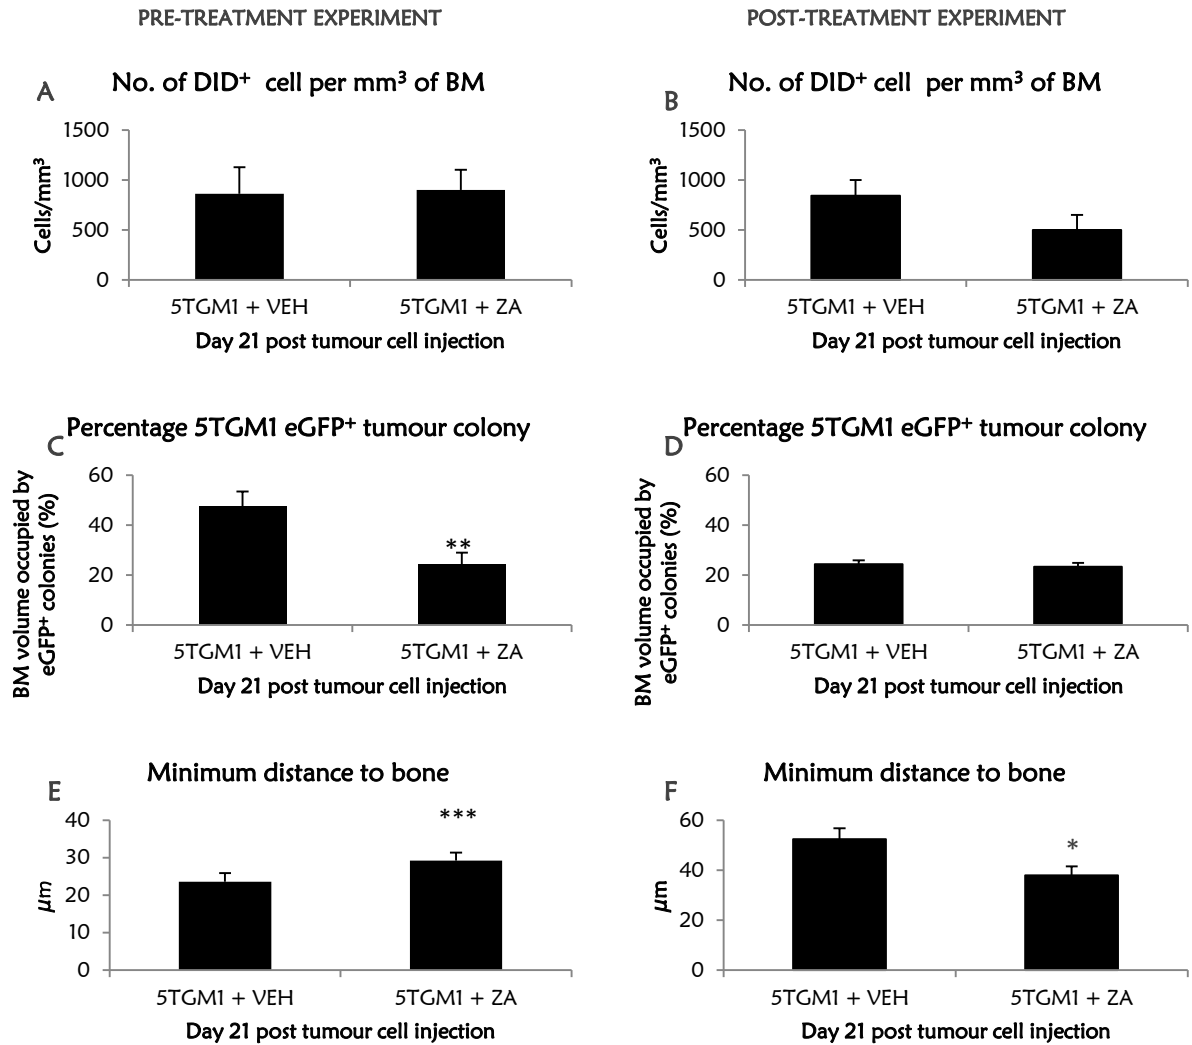 PRE-TREATMENT EXPERIMENT
POST-TREATMENT EXPERIMENT
A
No. of DID⁺ cell per mm³ of BM
1500
1000
500
0
Cells/mm³
5TGM1 + VEH
5TGM1 + ZA
Day 21 post tumour cell injection
B
No. of DID⁺ cell per mm³ of BM
1500
1000
500
0
Cells/mm³
5TGM1 + VEH
5TGM1 + ZA
Day 21 post tumour cell injection
C
Percentage 5TGM1 eGFP⁺ tumour colony
60
40
20
0
BM volume occupied by
eGFP⁺ colonies (%)
**
5TGM1 + VEH
5TGM1 + ZA
Day 21 post tumour cell injection
D
Percentage 5TGM1 eGFP⁺ tumour colony
60
40
20
0
BM volume occupied by
eGFP⁺ colonies (%)
5TGM1 + VEH
5TGM1 + ZA
Day 21 post tumour cell injection
E
Minimum distance to bone
40
30
20
10
0
µm
***
5TGM1 + VEH
5TGM1 + ZA
Day 21 post tumour cell injection
F
Minimum distance to bone
60
40
20
0
µm
*
5TGM1 + VEH
5TGM1 + ZA
Day 21 post tumour cell injection